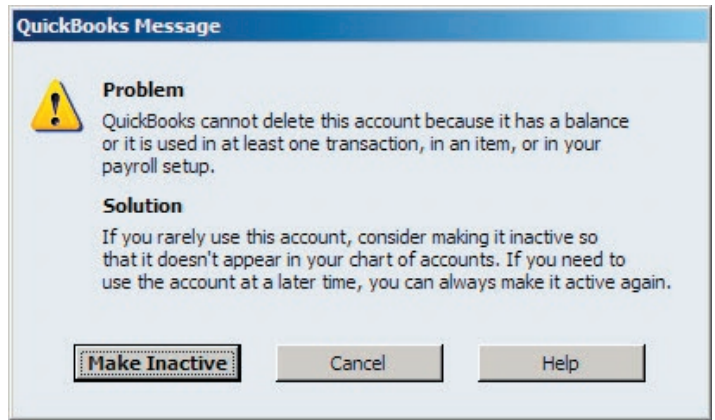 QuickBooks Message
Problem
QuickBooks cannot delete this account because it has a balance
or it is used in at least one transaction, in an item, or in your
payroll setup.
Solution
If you rarely use this account, consider making it inactive so
that it doesn't appear in your chart of accounts. If you need to
use the account at a later time, you can always make it active again.
Make Inactive Cancel Help